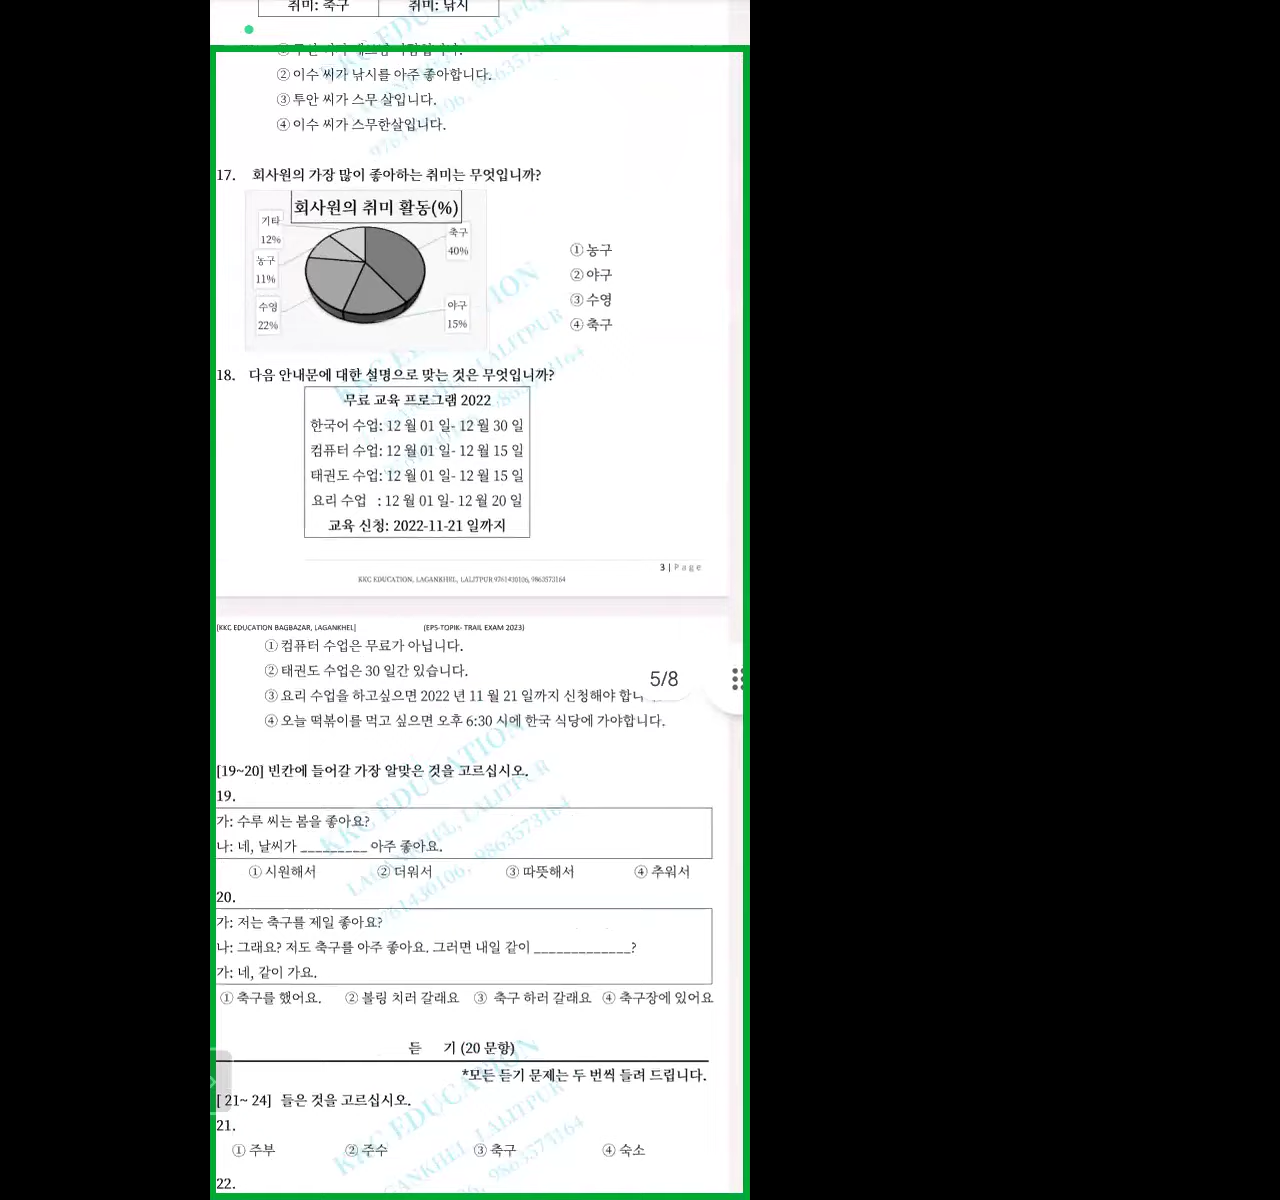 취미: 축구 취미: 낚시
② 이수 씨가 낚시를 아주 좋아합니다.
③ 투안 씨가 스무 살입니다.
④ 이수 씨가 스무한살입니다.
17. 회사원의 가장 많이 좋아하는 취미는 무엇입니까?
회사원의 취미 활동(%)
기타
12%
축구
40%
농구
11%
수영
22%
야구
15%
① 농구
② 야구
③ 수영
④ 축구
18. 다음 안내문에 대한 설명으로 맞는 것은 무엇입니까?
무료 교육 프로그램 2022
한국어 수업: 12 월 01 일- 12 월 30 일
컴퓨터 수업: 12 월 01 일- 12 월 15 일
태권도 수업: 12 월 01 일- 12 월 15 일
요리 수업 : 12 월 01 일- 12 월 20 일
교육 신청: 2022-11-21 일까지
3 | Page
KKC EDUCATION, LAGANKHEL, LALITPUR 9761430106, 9863573164
[KKC EDUCATION BAGBAZAR, LAGANKHEL] (EPS-TOPIK- TRAIL EXAM 2023)
① 컴퓨터 수업은 무료가 아닙니다.
② 태권도 수업은 30 일간 있습니다.
5/8
③ 요리 수업을 하고싶으면 2022 년 11 월 21 일까지 신청해야
④ 오늘 떡볶이를 먹고 싶으면 오후 6:30 시에 한국 식당에 가야합니다.
[19~20] 빈칸에 들어갈 가장 알맞은 것을 고르십시오.
19.
가: 수루 씨는 봄을 좋아요?
나: 네, 날씨가 _________ 아주 좋아요.
① 시원해서 ② 더워서 ③ 따뜻해서 ④ 추워서
20.
가: 저는 축구를 제일 좋아요?
나: 그래요? 저도 축구를 아주 좋아요. 그러면 내일 같이 _____________?
가: 네, 같이 가요.
① 축구를 했어요. ② 볼링 치러 갈래요 ③ 축구 하러 갈래요 ④ 축구장에 있어요
듣 기 (20 문항)
*모든 듣기 문제는 두 번씩 들려 드립니다.
[ 21~ 24] 들은 것을 고르십시오.
21.
① 주부 ② 주수 ③ 축구 ④ 숙소
22.